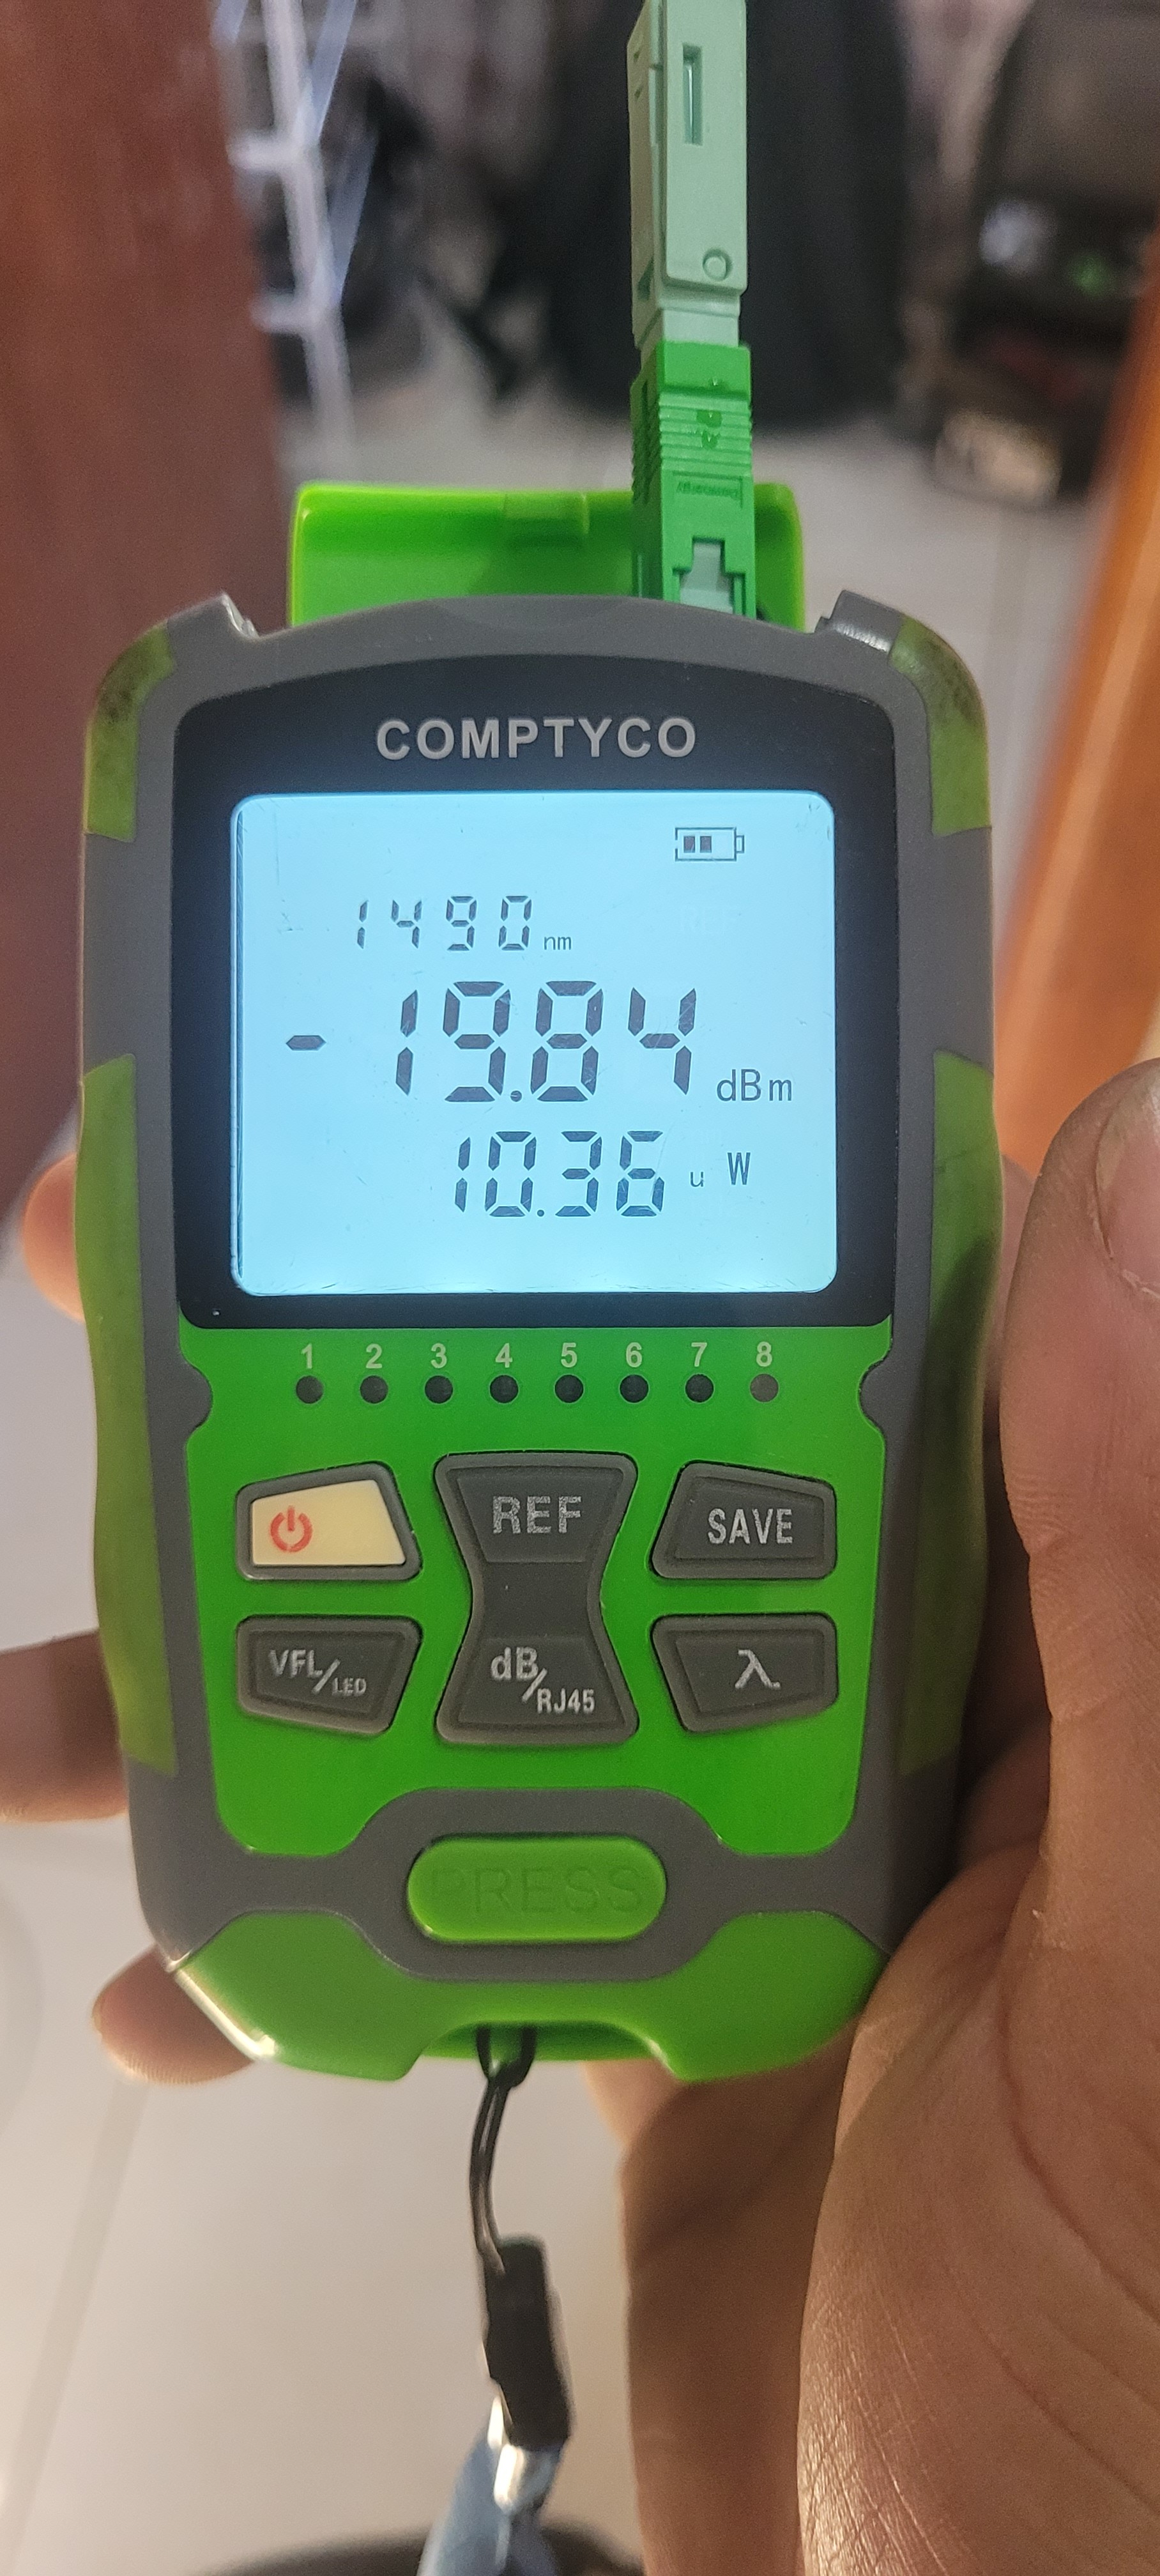 COMPTYCO
1490 nm
-19.84 dBm
10.36 u W
1 2 3 4 5 6 7 8
REF
SAVE
VFL/LED
dB/RJ45
λ
PRESS